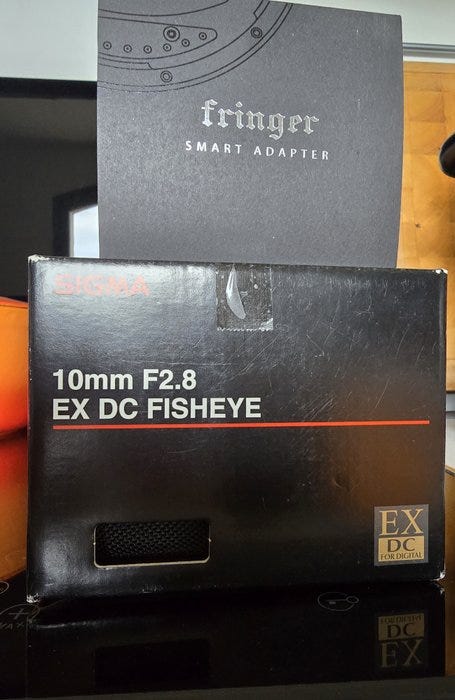 fringer
SMART ADAPTER
SIGMA
10mm F2.8
EX DC FISHEYE
EX
DC
FOR DIGITAL